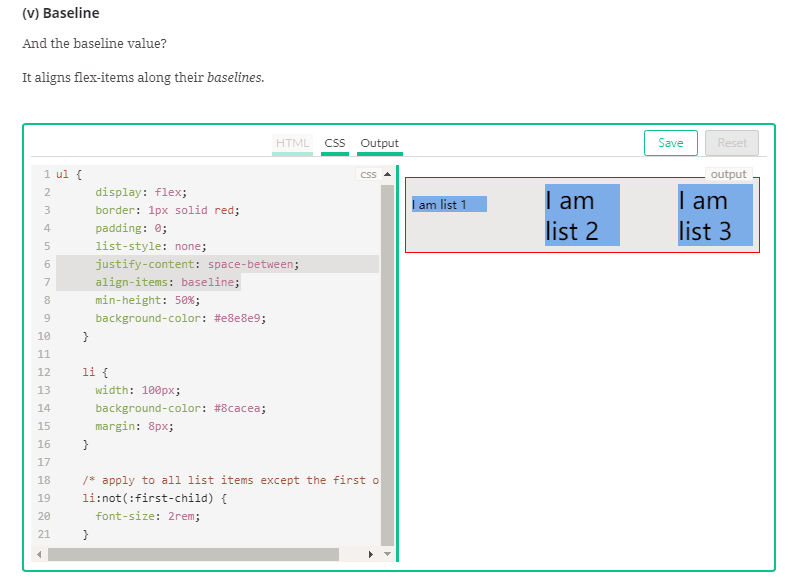 (v) Baseline
And the baseline value?
It aligns flex-items along their baselines.
HTML CSS Output Save Reset
css
output
1 ul {
2 display: flex;
3 border: 1px solid red;
4 padding: 0;
5 list-style: none;
6 justify-content: space-between;
7 align-items: baseline;
8 min-height: 50%;
9 background-color: #e8e8e9;
10 }
11
12 li {
13 width: 100px;
14 background-color: #8cacea;
15 margin: 8px;
16 }
17
18 /* apply to all list items except the first o
19 li:not(:first-child) {
20 font-size: 2rem;
21 }
I am list 1
I am
list 2
I am
list 3